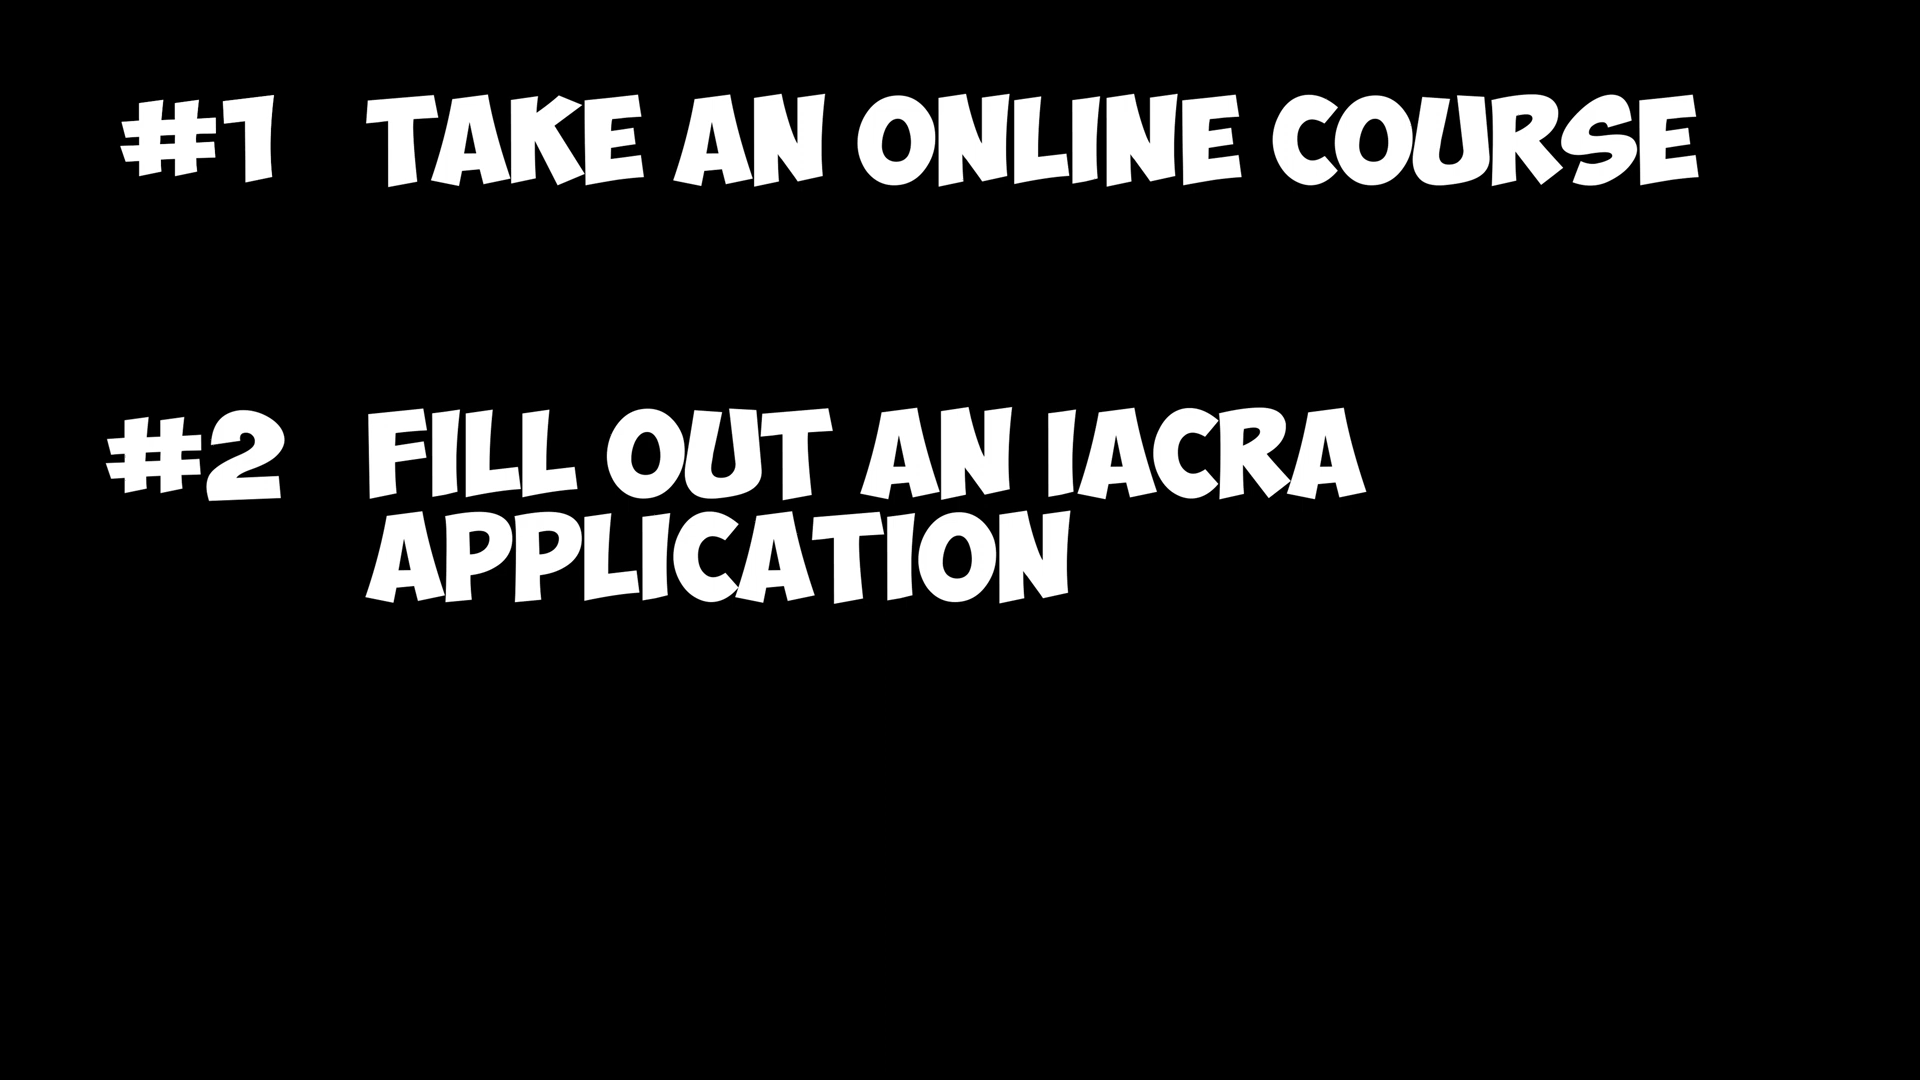 #1 TAKE AN ONLINE COURSE
#2 FILL OUT AN IACRA
APPLICATION